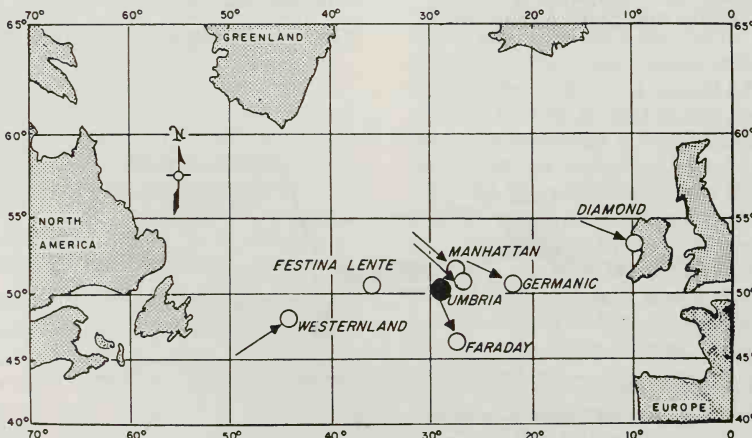 70° 60° 50° 40° 30° 20° 10° 0
65° GREENLAND 65°
60° N 60°
55° DIAMOND 55°
NORTH
AMERICA
MANHATTAN
FESTINA LENTE GERMANIC
50° UMBRIA 50°
WESTERNLAND
45° FARADAY 45°
EUROPE
40° 40°
70° 60° 50° 40° 30° 20° 10° 0